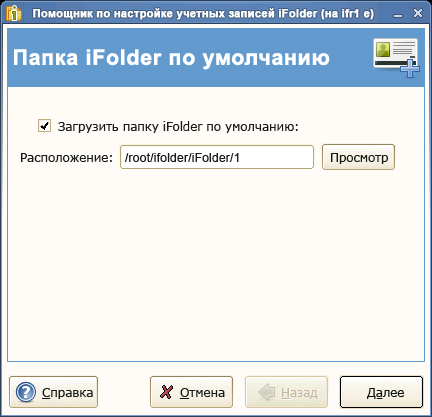 Помощник по настройке учетных записей iFolder (на ifr1 e)
Папка iFolder по умолчанию
Загрузить папку iFolder по умолчанию:
Расположение: /root/ifolder/iFolder/1 Просмотр
Справка Отмена Назад Далее